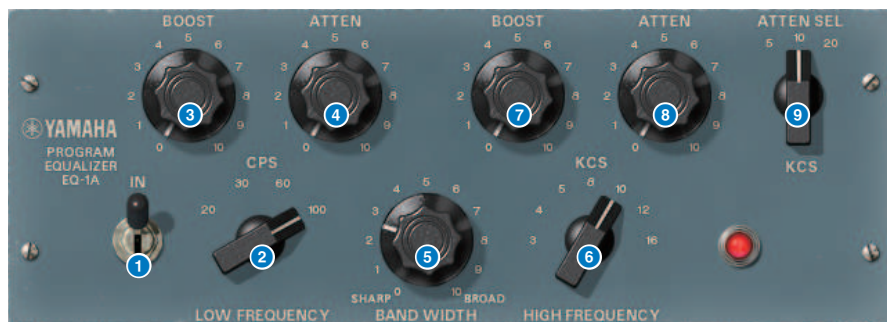 BOOST ATTEN BOOST ATTEN ATTEN SEL
0 1 2 3 4 5 6 7 8 9 10
0 1 2 3 4 5 6 7 8 9 10
0 1 2 3 4 5 6 7 8 9 10
0 1 2 3 4 5 6 7 8 9 10
5 10 20
3 4 7 8 9
YAMAHA
PROGRAM
EQUALIZER
EQ-1A
CPS KCS KCS
IN
20 30 60 100
0 1 2 3 4 5 6 7 8 9 10
3 4 5 8 10 12 16
1 2 5 6
SHARP BROAD
LOW FREQUENCY BAND WIDTH HIGH FREQUENCY